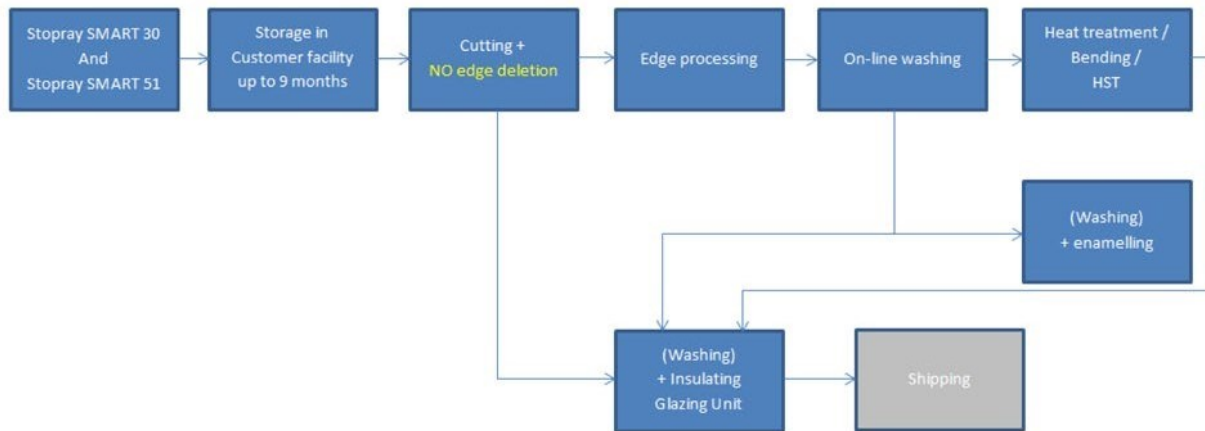 Stopray SMART 30
And
Stopray SMART 51
Storage in
Customer facility
up to 9 months
Cutting +
NO edge deletion
Edge processing
On-line washing
Heat treatment /
Bending /
HST
(Washing)
+ enamelling
(Washing)
+ Insulating
Glazing Unit
Shipping